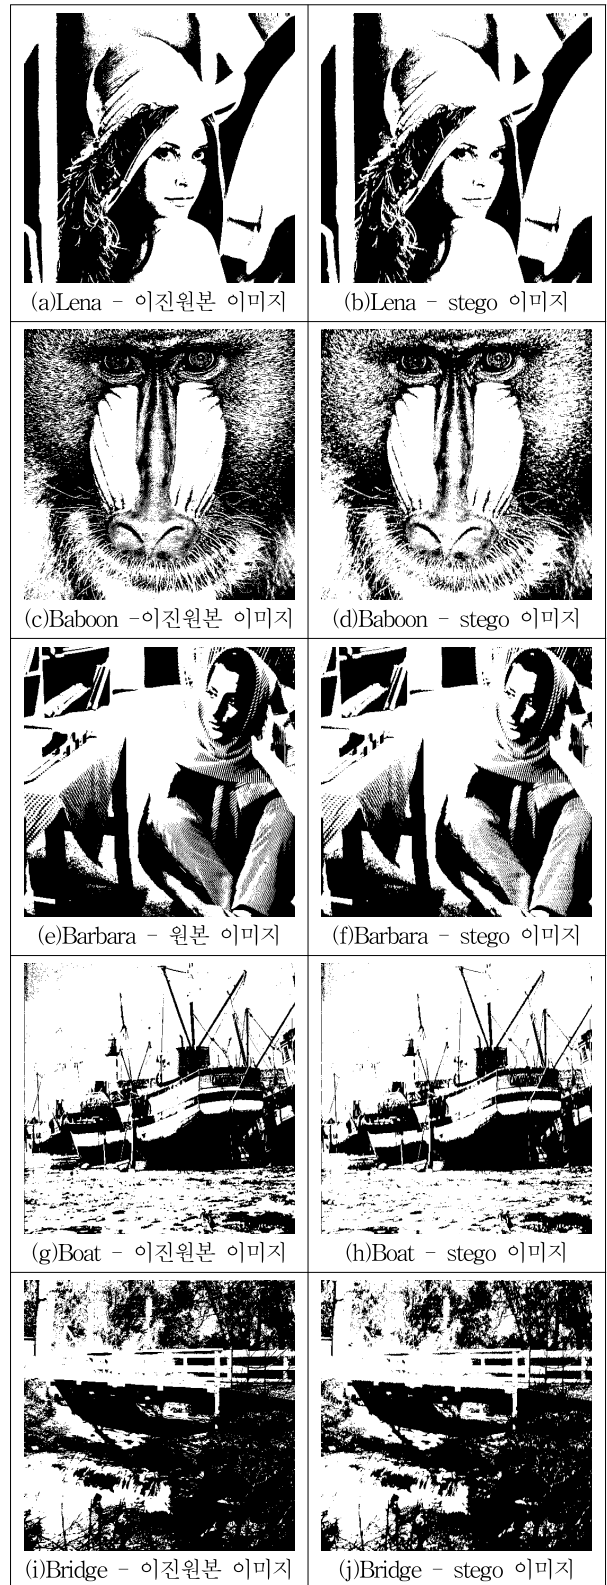 (a)Lena - 이진원본 이미지
(b)Lena - stego 이미지
(c)Baboon -이진원본 이미지
(d)Baboon - stego 이미지
(e)Barbara - 원본 이미지
(f)Barbara - stego 이미지
(g)Boat - 이진원본 이미지
(h)Boat - stego 이미지
(i)Bridge - 이진원본 이미지
(j)Bridge - stego 이미지